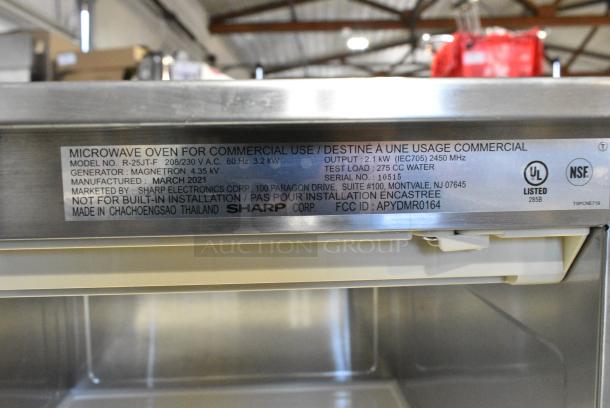 MICROWAVE OVEN FOR COMMERCIAL USE / DESTINÉ À UNE USAGE COMMERCIAL
MODEL NO. R-25JT-F 208/230 V A.C. 60 Hz 3.2 kW OUTPUT : 2.1 kW (IEC705) 2450 MHz
GENERATOR : MAGNETRON 4.35 kV TEST LOAD : 275 CC WATER
MANUFACTURED : MARCH 2021 SERIAL NO. : 10515
MARKETED BY : SHARP ELECTRONICS CORP., 100 PARAGON DRIVE, SUITE #100, MONTVALE, NJ 07645
NOT FOR BUILT-IN INSTALLATION / PAS POUR INSTALLATION ENCASTREE
MADE IN CHACHOENGSAO THAILAND SHARP CORP FCC ID : APYDMR0164
UL
LISTED
285B
NSF
AUCTION GROUP